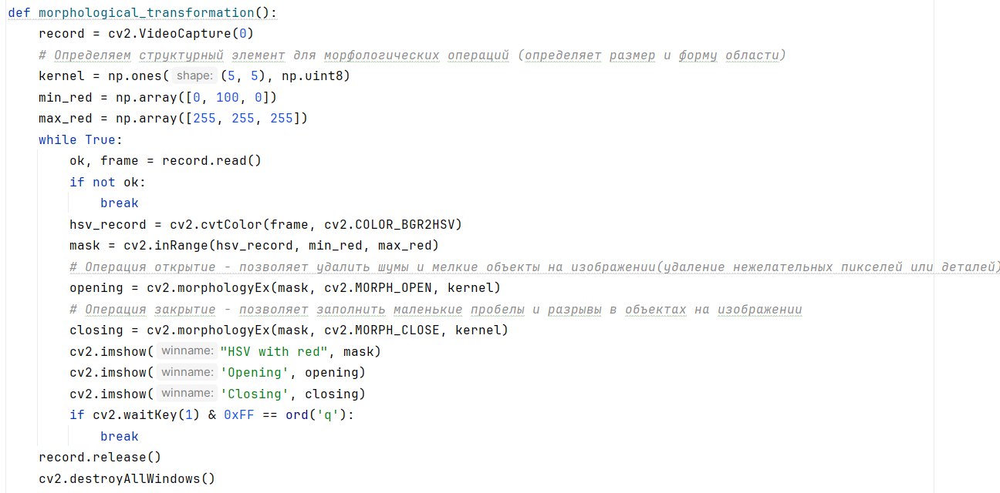 def morphological_transformation():
    record = cv2.VideoCapture(0)
    # Определяем структурный элемент для морфологических операций (определяет размер и форму области)
    kernel = np.ones( shape: (5, 5), np.uint8)
    min_red = np.array([0, 100, 0])
    max_red = np.array([255, 255, 255])
    while True:
        ok, frame = record.read()
        if not ok:
            break
        hsv_record = cv2.cvtColor(frame, cv2.COLOR_BGR2HSV)
        mask = cv2.inRange(hsv_record, min_red, max_red)
        # Операция открытие - позволяет удалить шумы и мелкие объекты на изображении(удаление нежелательных пикселей или деталей)
        opening = cv2.morphologyEx(mask, cv2.MORPH_OPEN, kernel)
        # Операция закрытие - позволяет заполнить маленькие пробелы и разрывы в объектах на изображении
        closing = cv2.morphologyEx(mask, cv2.MORPH_CLOSE, kernel)
        cv2.imshow( winname: "HSV with red", mask)
        cv2.imshow( winname: 'Opening', opening)
        cv2.imshow( winname: 'Closing', closing)
        if cv2.waitKey(1) & 0xFF == ord('q'):
            break
    record.release()
    cv2.destroyAllWindows()